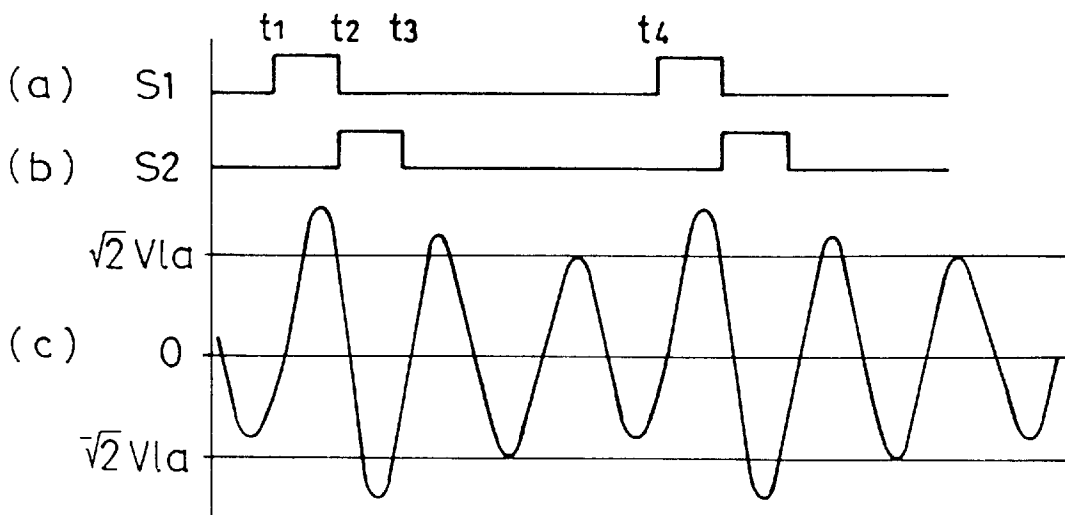 t1 t2 t3 t4
(a) S1
(b) S2
√2 Vla
(c) 0
-√2 Vla